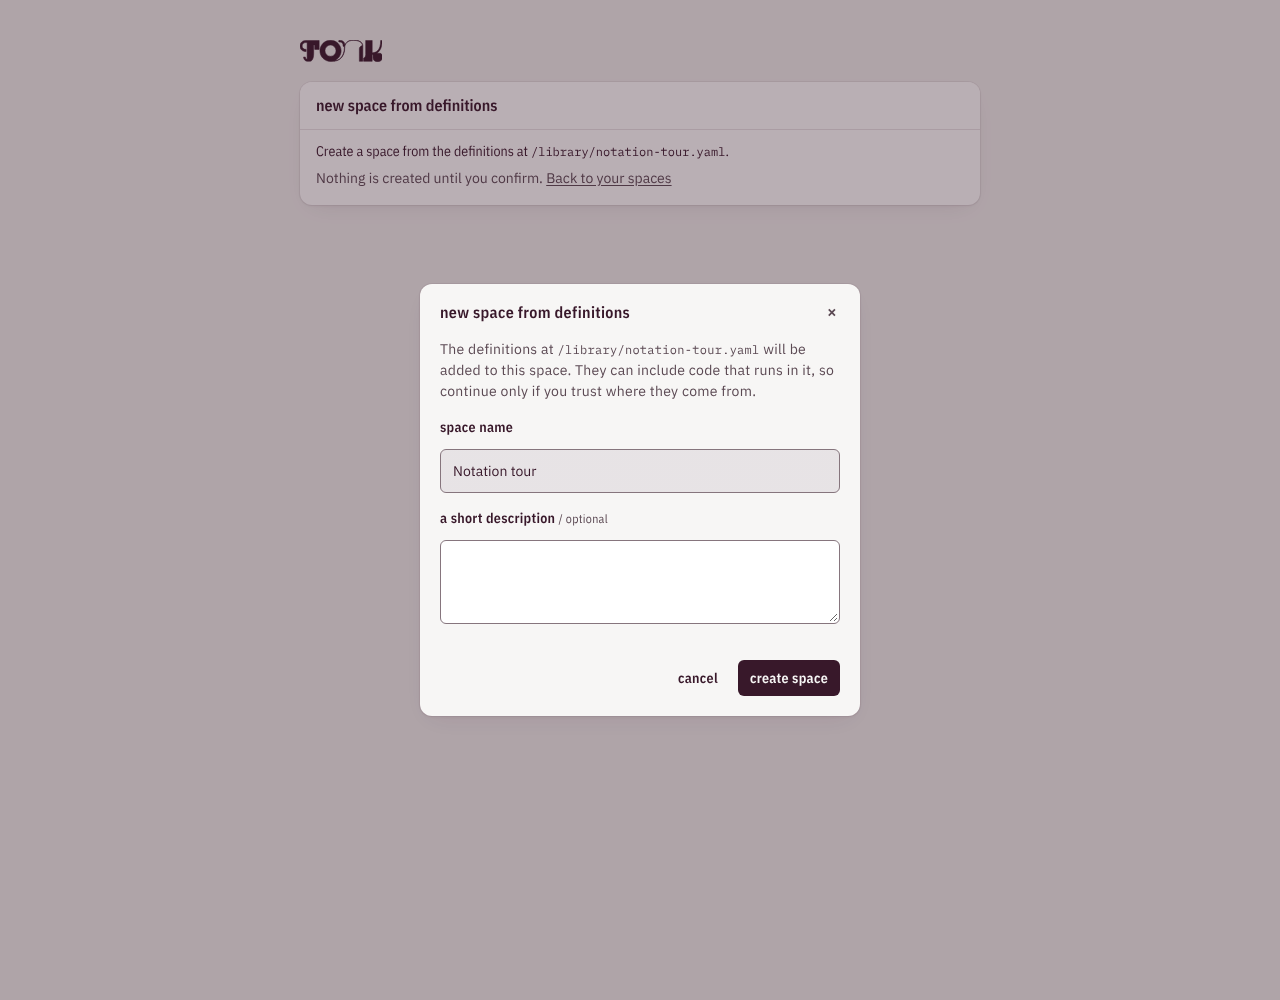 TONK
new space from definitions
Create a space from the definitions at /library/notation-tour.yaml.
Nothing is created until you confirm. Back to your spaces
new space from definitions
×
The definitions at /library/notation-tour.yaml will be
added to this space. They can include code that runs in it, so
continue only if you trust where they come from.
space name
Notation tour
a short description / optional
cancel
create space